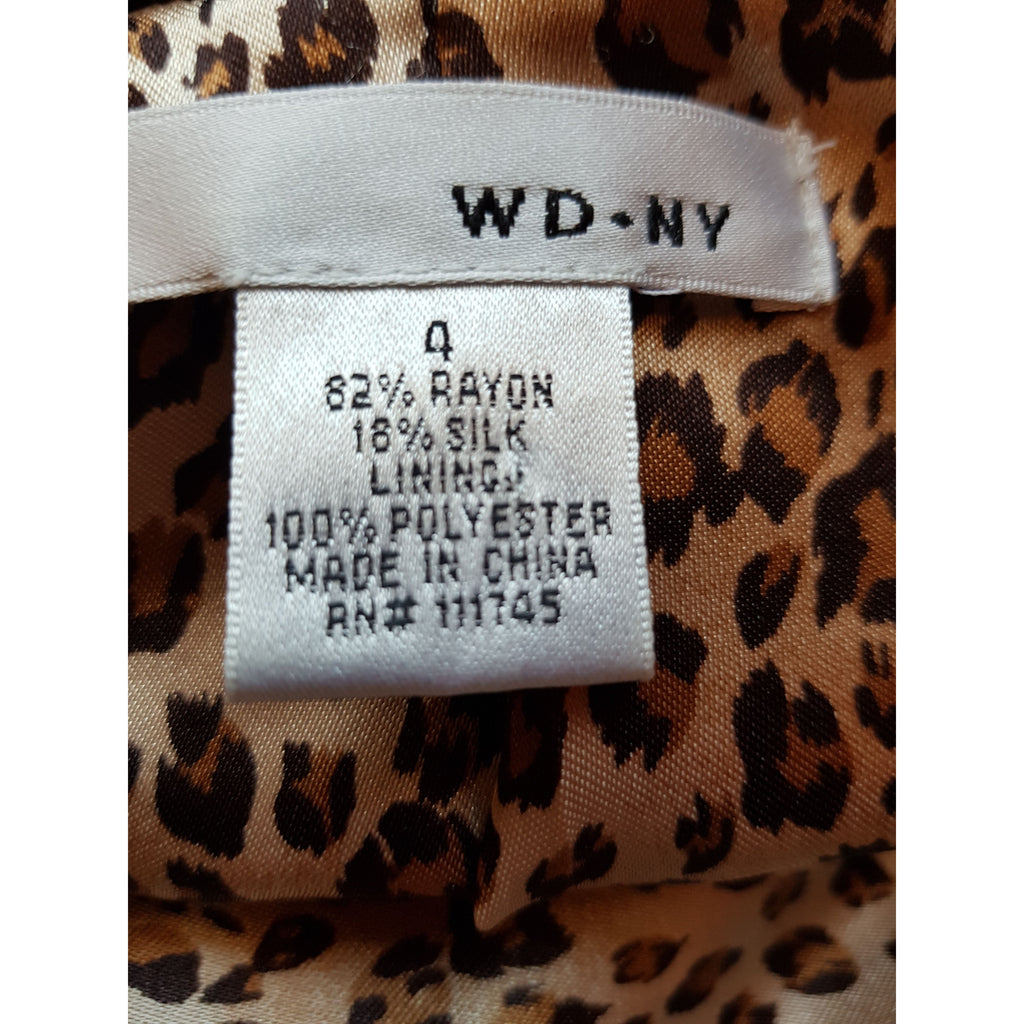 WD·NY
4
82% RAYON
18% SILK
LINING:
100% POLYESTER
MADE IN CHINA
RN# 111745